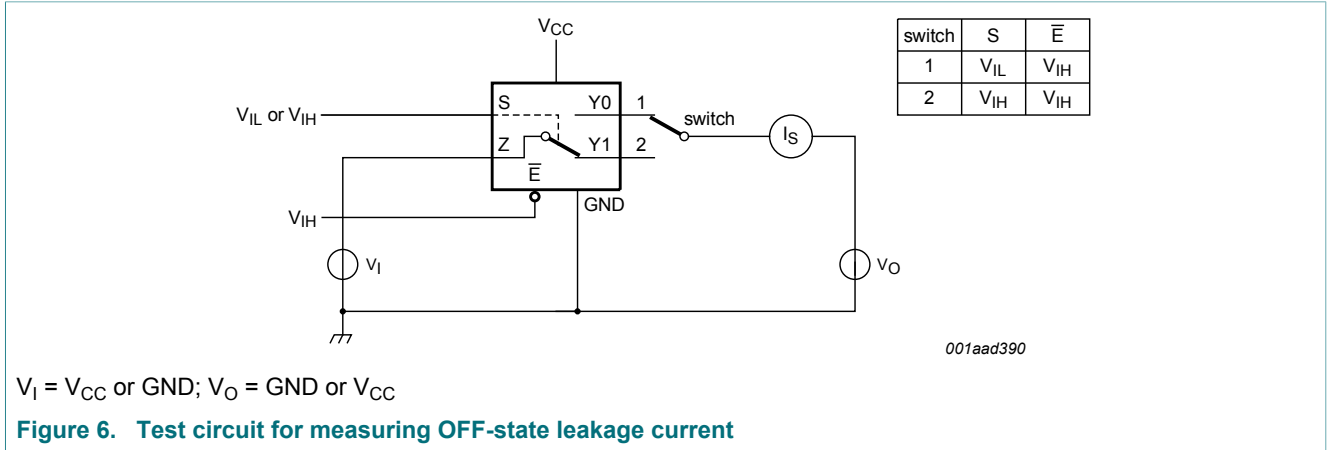 VCC
switch S E̅
1 VIL VIH
2 VIH VIH
VIL or VIH
S Y0 1
switch
IS
Z Y1 2
E̅
GND
VIH
VI
VO
001aad390
VI = VCC or GND; VO = GND or VCC
Figure 6. Test circuit for measuring OFF-state leakage current